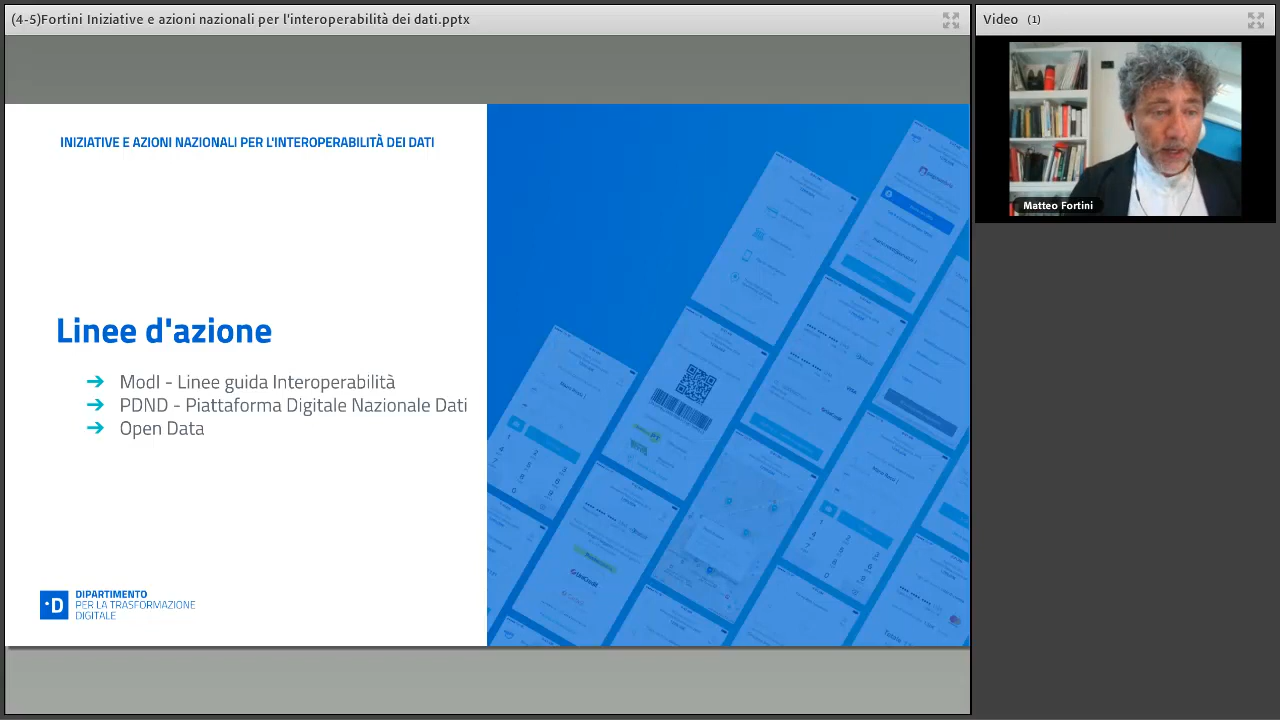 (4-5)Fortini Iniziative e azioni nazionali per l'interoperabilità dei dati.pptx
Video (1)
Matteo Fortini
INIZIATIVE E AZIONI NAZIONALI PER L'INTEROPERABILITÀ DEI DATI
Linee d'azione
➔ ModI - Linee guida Interoperabilità
➔ PDND - Piattaforma Digitale Nazionale Dati
➔ Open Data
D
DIPARTIMENTO
PER LA TRASFORMAZIONE
DIGITALE